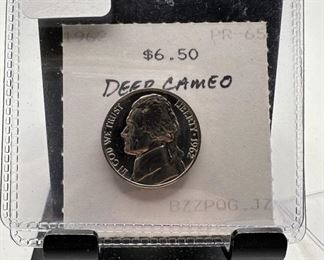 1962 PR-65
$6.50
DEEP CAMEO
IN GOD WE TRUST LIBERTY 1962
BZZPQG.JZ